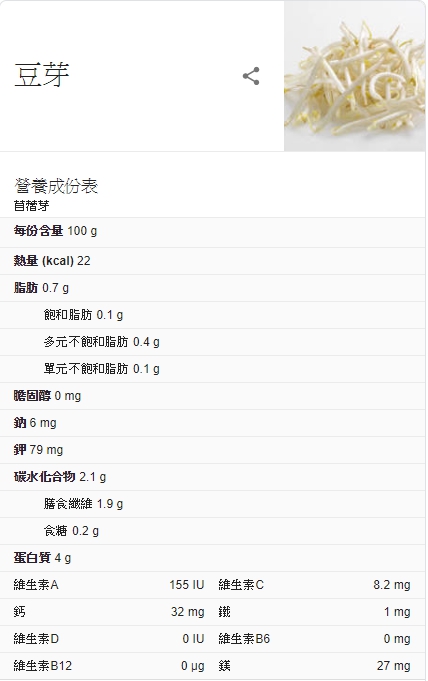 豆芽
營養成份表
苜蓿芽
每份含量 100 g
熱量 (kcal) 22
脂肪 0.7 g
飽和脂肪 0.1 g
多元不飽和脂肪 0.4 g
單元不飽和脂肪 0.1 g
膽固醇 0 mg
鈉 6 mg
鉀 79 mg
碳水化合物 2.1 g
膳食纖維 1.9 g
食糖 0.2 g
蛋白質 4 g
維生素A 155 IU 維生素C 8.2 mg
鈣 32 mg 鐵 1 mg
維生素D 0 IU 維生素B6 0 mg
維生素B12 0 µg 鎂 27 mg